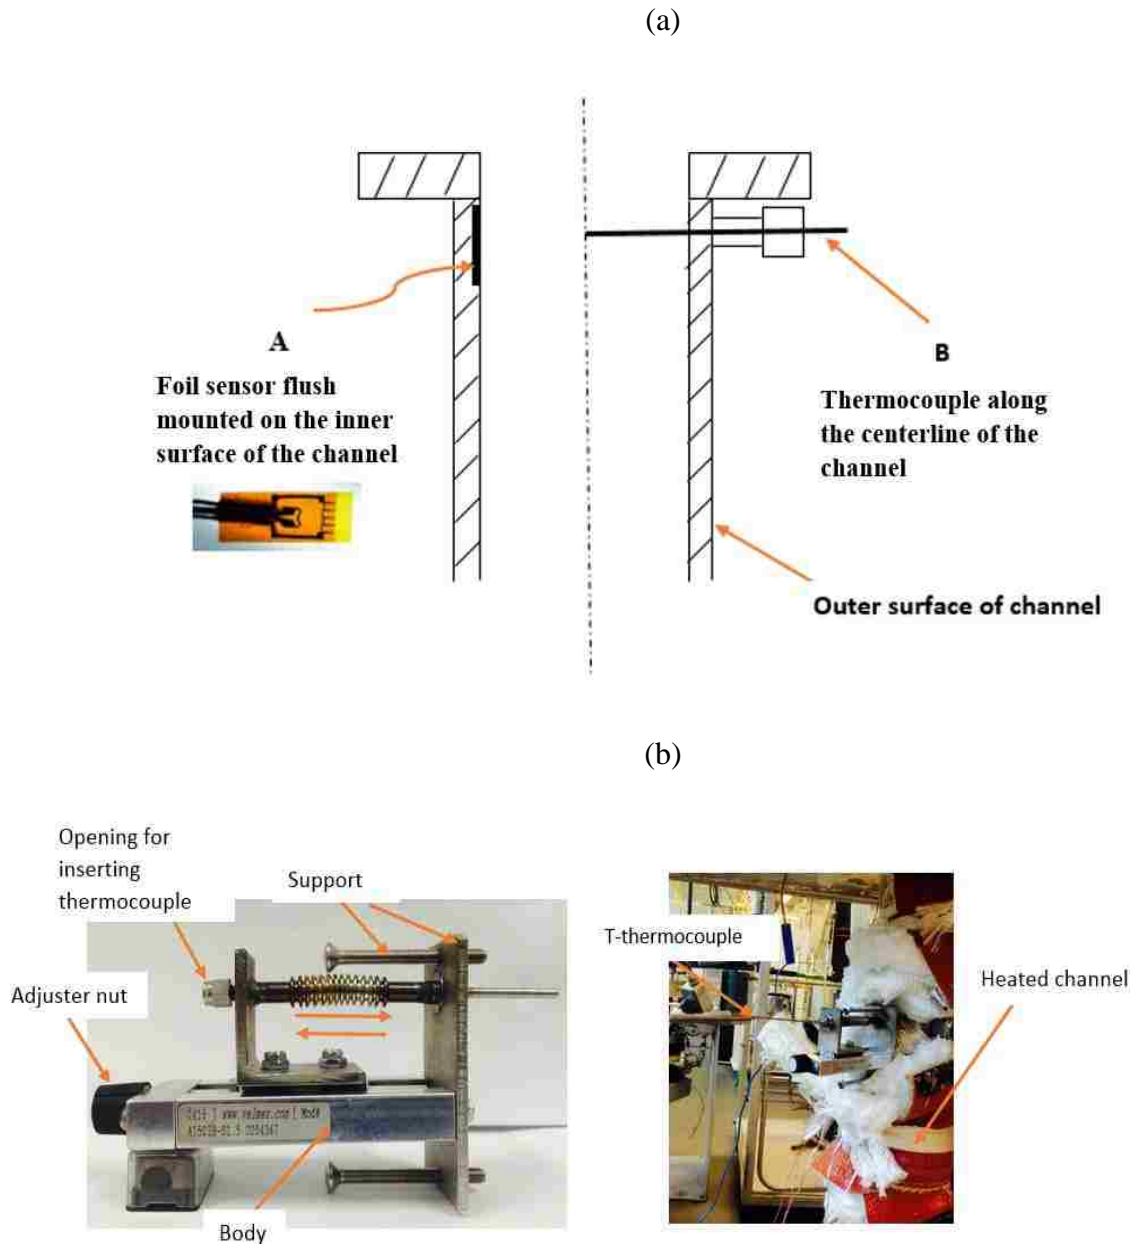 (a)
A
Foil sensor flush
mounted on the inner
surface of the channel
B
Thermocouple along
the centerline of the
channel
Outer surface of channel
(b)
Opening for
inserting
thermocouple
Support
Adjuster nut
Body
T-thermocouple
Heated channel